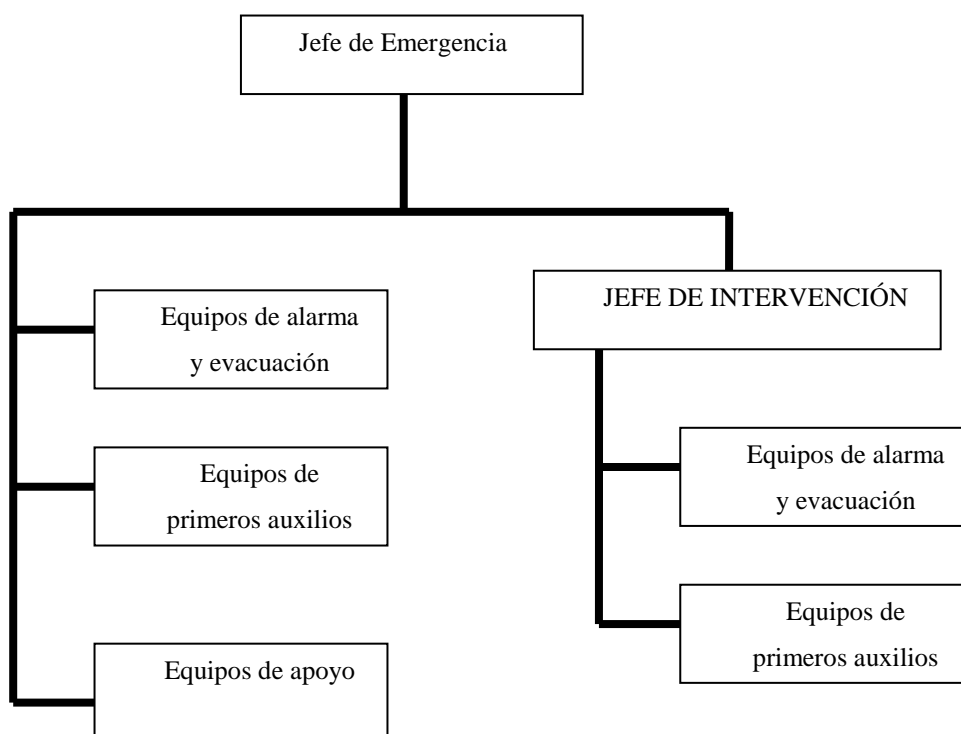 Jefe de Emergencia
JEFE DE INTERVENCIÓN
Equipos de alarma
y evacuación
Equipos de
primeros auxilios
Equipos de apoyo
Equipos de alarma
y evacuación
Equipos de
primeros auxilios